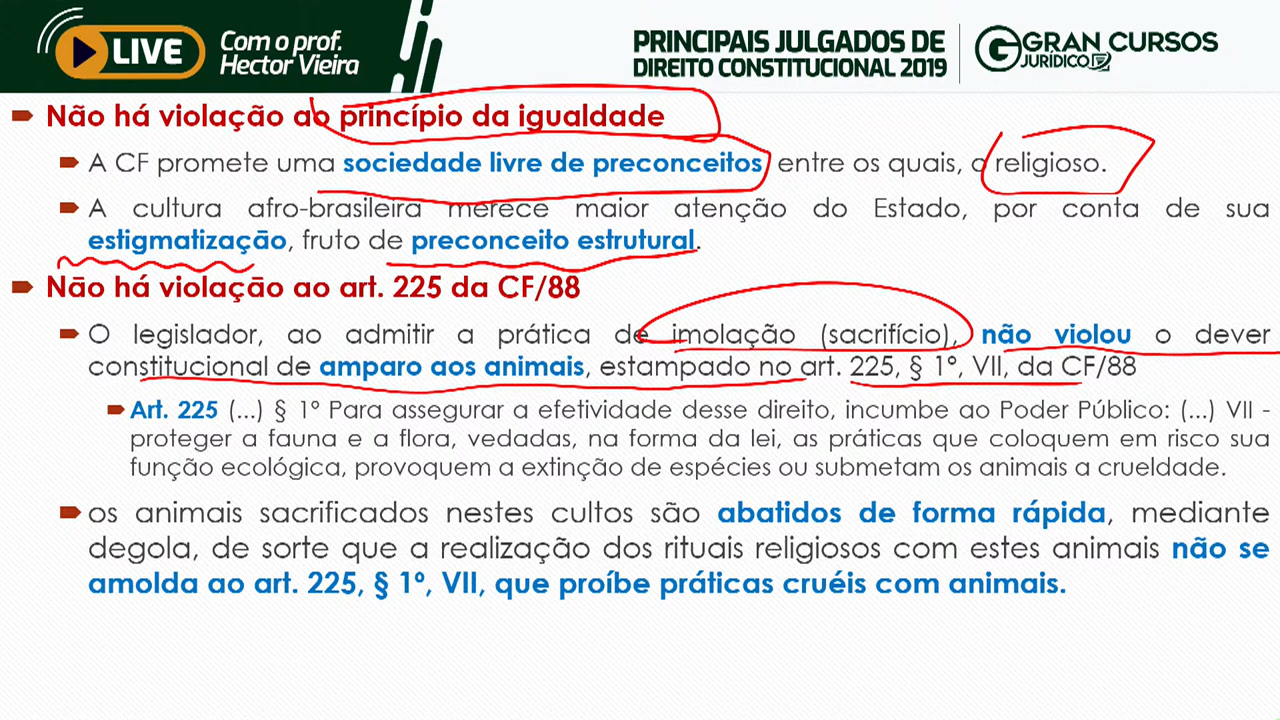 LIVE
Com o prof.
Hector Vieira
PRINCIPAIS JULGADOS DE
DIREITO CONSTITUCIONAL 2019
GRAN CURSOS
JURÍDICO
Não há violação ao princípio da igualdade
A CF promete uma sociedade livre de preconceitos, entre os quais, o religioso.
A cultura afro-brasileira merece maior atenção do Estado, por conta de sua
estigmatização, fruto de preconceito estrutural.
Não há violação ao art. 225 da CF/88
O legislador, ao admitir a prática de imolação (sacrifício), não violou o dever
constitucional de amparo aos animais, estampado no art. 225, § 1º, VII, da CF/88
Art. 225 (...) § 1º Para assegurar a efetividade desse direito, incumbe ao Poder Público: (...) VII -
proteger a fauna e a flora, vedadas, na forma da lei, as práticas que coloquem em risco sua
função ecológica, provoquem a extinção de espécies ou submetam os animais a crueldade.
os animais sacrificados nestes cultos são abatidos de forma rápida, mediante
degola, de sorte que a realização dos rituais religiosos com estes animais não se
amolda ao art. 225, § 1º, VII, que proíbe práticas cruéis com animais.